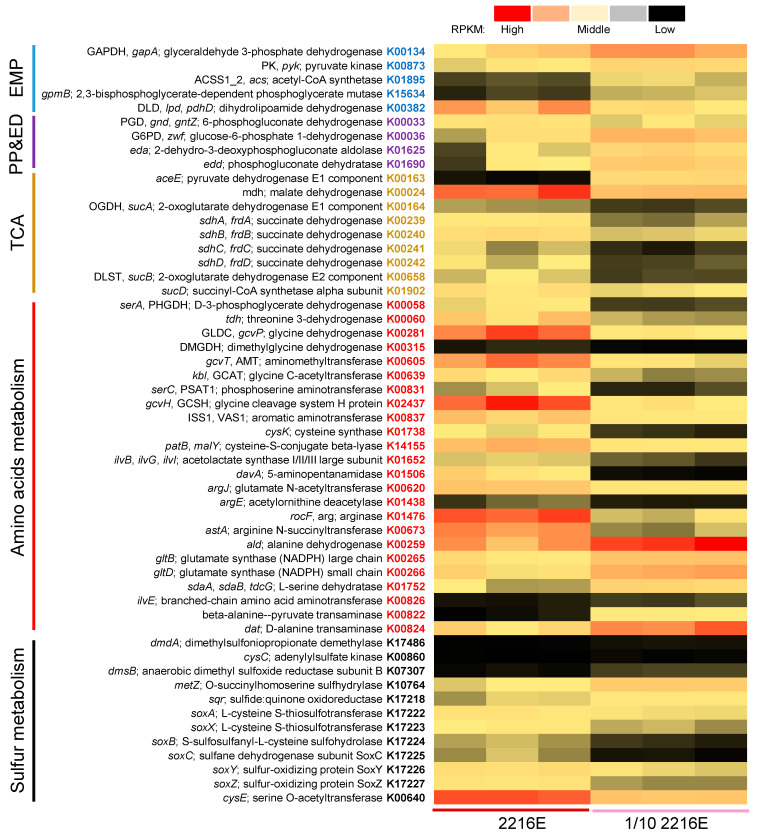 RPKM: High Middle Low
EMP
GAPDH, gapA; glyceraldehyde 3-phosphate dehydrogenase K00134
PK, pyk; pyruvate kinase K00873
ACSS1_2, acs; acetyl-CoA synthetase K01895
gpmB; 2,3-bisphosphoglycerate-dependent phosphoglycerate mutase K15634
DLD, lpd, pdhD; dihydrolipoamide dehydrogenase K00382
PP&ED
PGD, gnd, gntZ; 6-phosphogluconate dehydrogenase K00033
G6PD, zwf; glucose-6-phosphate 1-dehydrogenase K00036
eda; 2-dehydro-3-deoxyphosphogluconate aldolase K01625
edd; phosphogluconate dehydratase K01690
TCA
aceE; pyruvate dehydrogenase E1 component K00163
mdh; malate dehydrogenase K00024
OGDH, sucA; 2-oxoglutarate dehydrogenase E1 component K00164
sdhA, frdA; succinate dehydrogenase K00239
sdhB, frdB; succinate dehydrogenase K00240
sdhC, frdC; succinate dehydrogenase K00241
sdhD, frdD; succinate dehydrogenase K00242
DLST, sucB; 2-oxoglutarate dehydrogenase E2 component K00658
sucD; succinyl-CoA synthetase alpha subunit K01902
Amino acids metabolism
serA, PHGDH; D-3-phosphoglycerate dehydrogenase K00058
tdh; threonine 3-dehydrogenase K00060
GLDC, gcvP; glycine dehydrogenase K00281
DMGDH; dimethylglycine dehydrogenase K00315
gcvT, AMT; aminomethyltransferase K00605
kbl, GCAT; glycine C-acetyltransferase K00639
serC, PSAT1; phosphoserine aminotransferase K00831
gcvH, GCSH; glycine cleavage system H protein K02437
ISS1, VAS1; aromatic aminotransferase K00837
cysK; cysteine synthase K01738
patB, malY; cysteine-S-conjugate beta-lyase K14155
ilvB, ilvG, ilvI; acetolactate synthase I/II/III large subunit K01652
davA; 5-aminopentanamidase K01506
argJ; glutamate N-acetyltransferase K00620
argE; acetylornithine deacetylase K01438
rocF, arg; arginase K01476
astA; arginine N-succinyltransferase K00673
ald; alanine dehydrogenase K00259
gltB; glutamate synthase (NADPH) large chain K00265
gltD; glutamate synthase (NADPH) small chain K00266
sdaA, sdaB, tdcG; L-serine dehydratase K01752
ilvE; branched-chain amino acid aminotransferase K00826
beta-alanine--pyruvate transaminase K00822
dat; D-alanine transaminase K00824
Sulfur metabolism
dmdA; dimethylsulfoniopropionate demethylase K17486
cysC; adenylylsulfate kinase K00860
dmsB; anaerobic dimethyl sulfoxide reductase subunit B K07307
metZ; O-succinylhomoserine sulfhydrylase K10764
sqr; sulfide:quinone oxidoreductase K17218
soxA; L-cysteine S-thiosulfotransferase K17222
soxX; L-cysteine S-thiosulfotransferase K17223
soxB; S-sulfosulfanyl-L-cysteine sulfohydrolase K17224
soxC; sulfane dehydrogenase subunit SoxC K17225
soxY; sulfur-oxidizing protein SoxY K17226
soxZ; sulfur-oxidizing protein SoxZ K17227
cysE; serine O-acetyltransferase K00640
2216E 1/10 2216E